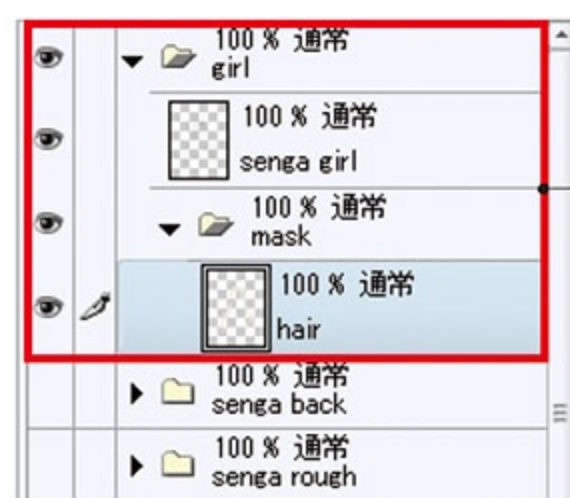 100 % 通常
girl
100 % 通常
senga girl
100 % 通常
mask
100 % 通常
hair
100 % 通常
senga back
100 % 通常
senga rough